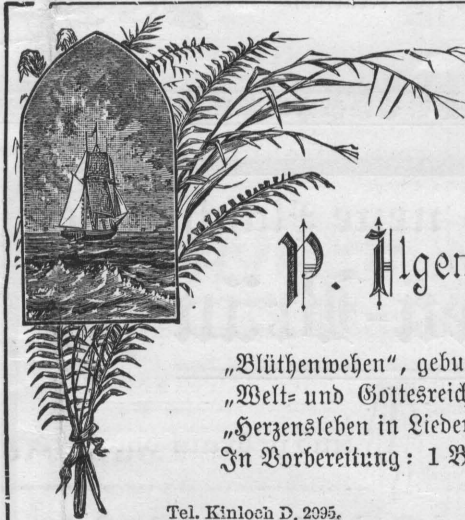 P. Ilgen
„Blüthenwehen“, gebu
„Welt= und Gottesreich
„Herzensleben in Lieder
In Vorbereitung: 1 B
Tel. Kinloch D, 2095.